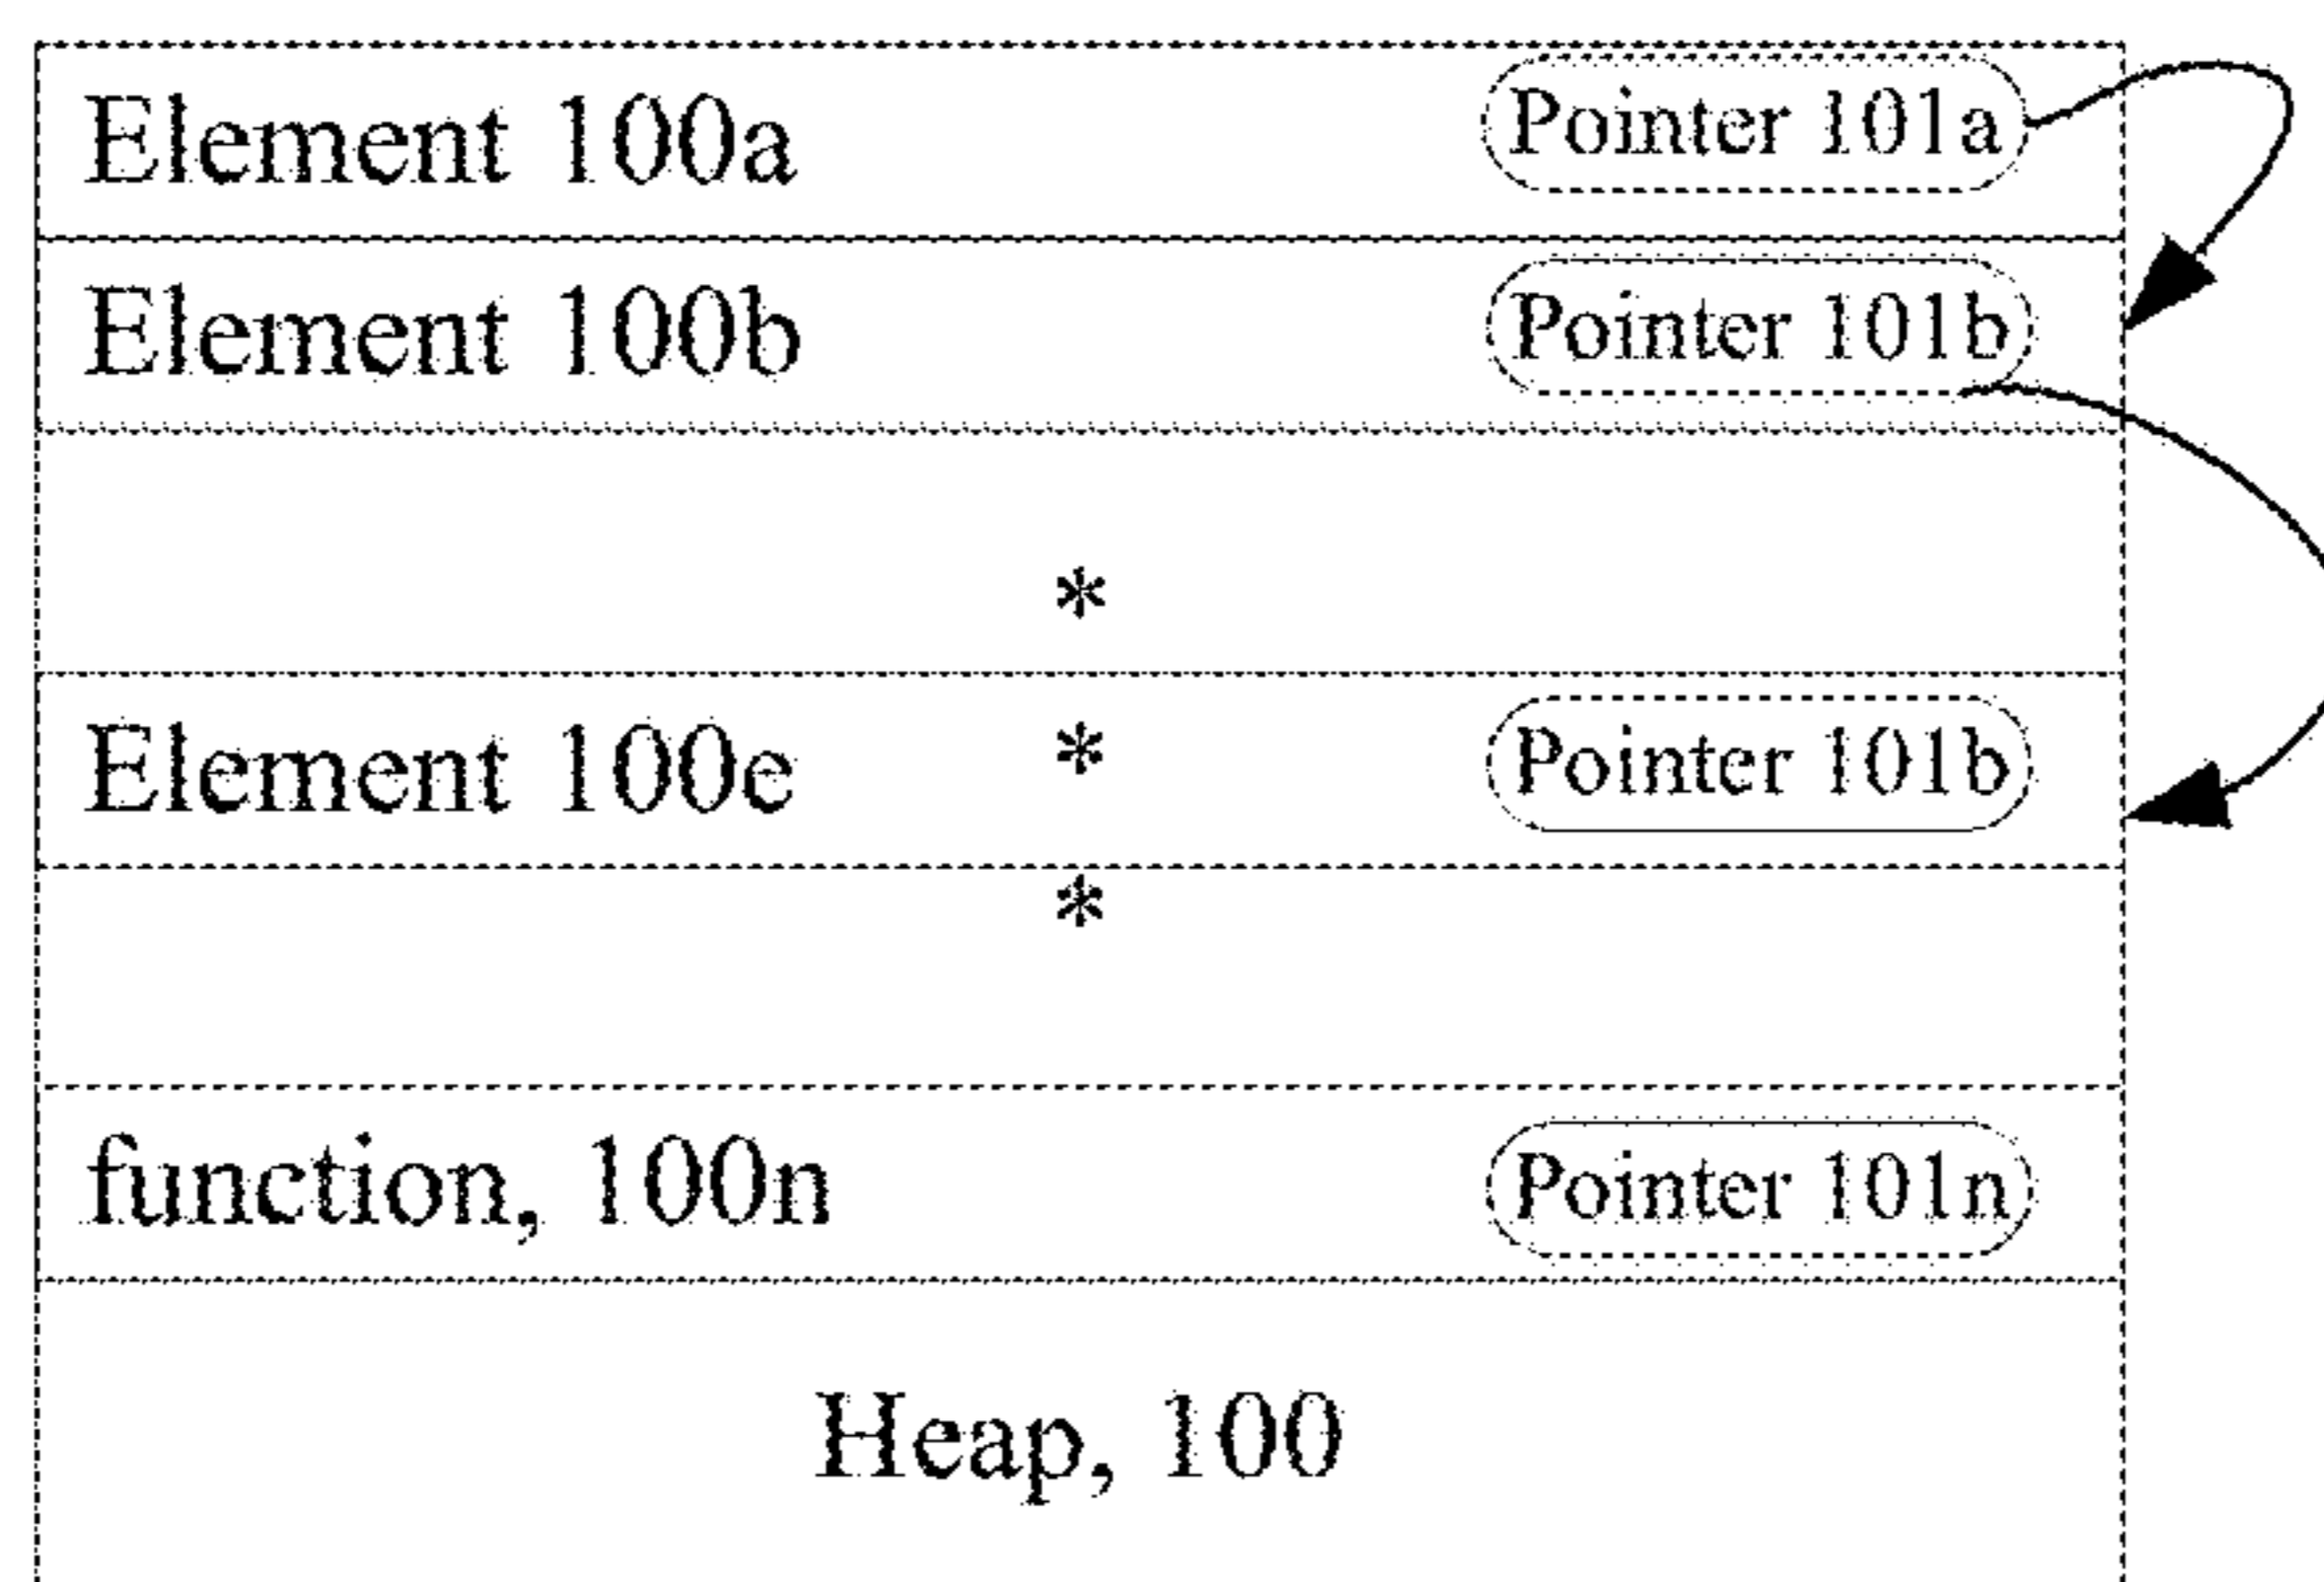 Element 100a Pointer 101a
Element 100b Pointer 101b
*
Element 100e * Pointer 101b
*
function, 100n Pointer 101n
Heap, 100